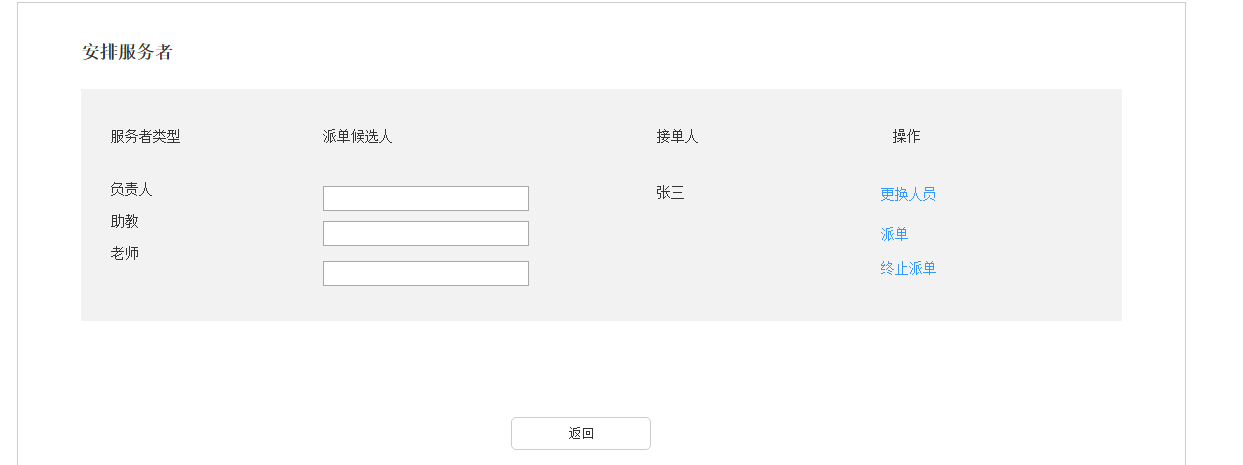 安排服务者
服务者类型 派单候选人 接单人 操作
负责人 张三 更换人员
助教 派单
老师 终止派单
返回